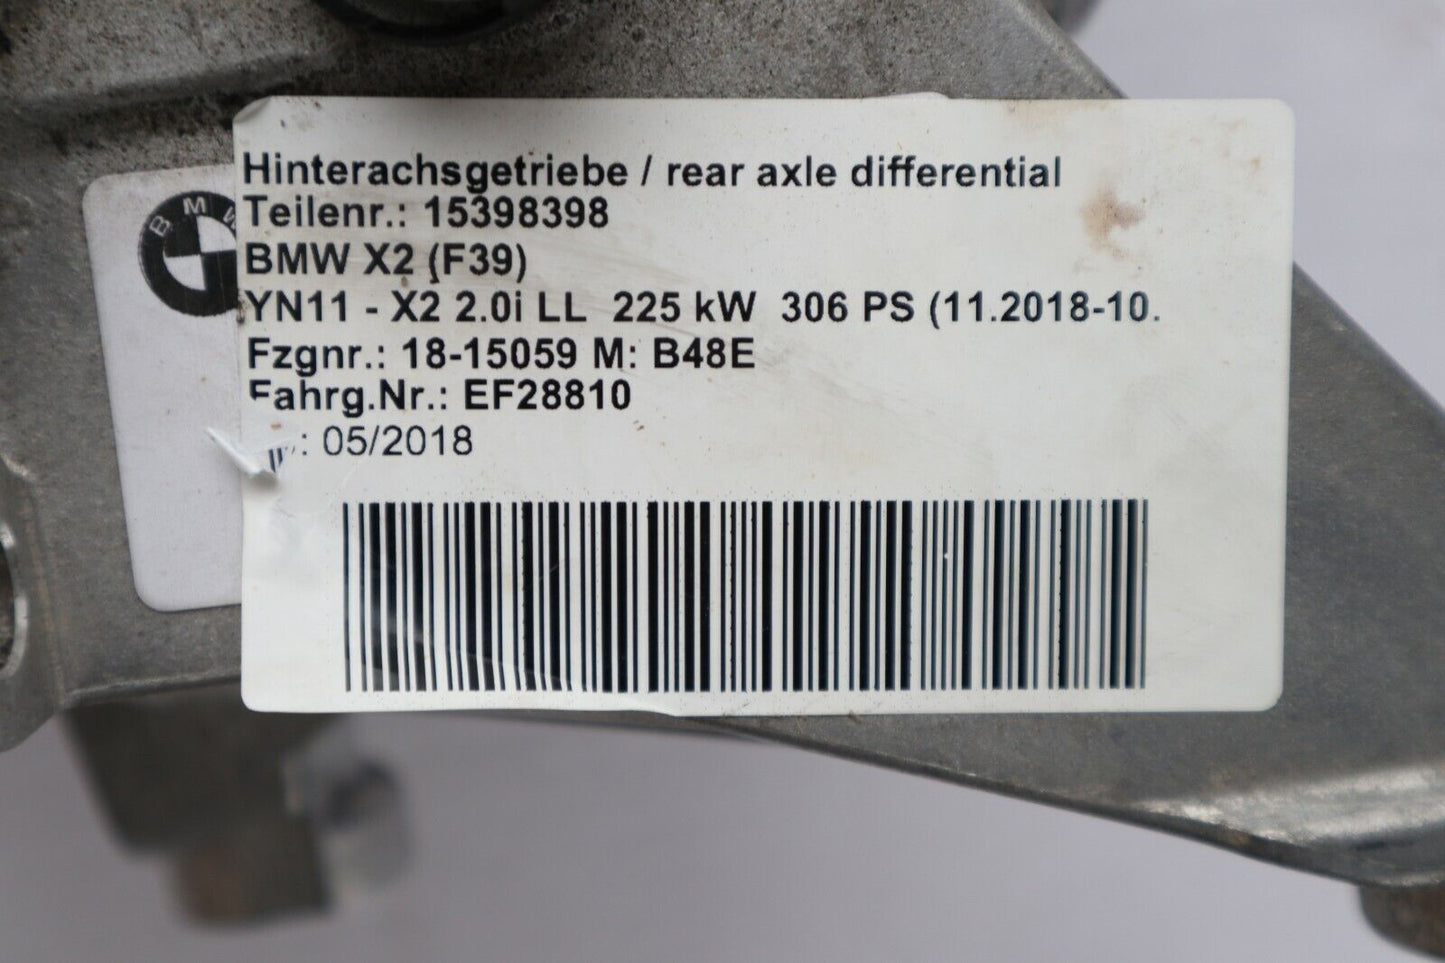 BMW
Hinterachsgetriebe / rear axle differential
Teilenr.: 15398398
BMW X2 (F39)
YN11 - X2 2.0i LL 225 kW 306 PS (11.2018-10.
Fzgnr.: 18-15059 M: B48E
Fahrg.Nr.: EF28810
: 05/2018